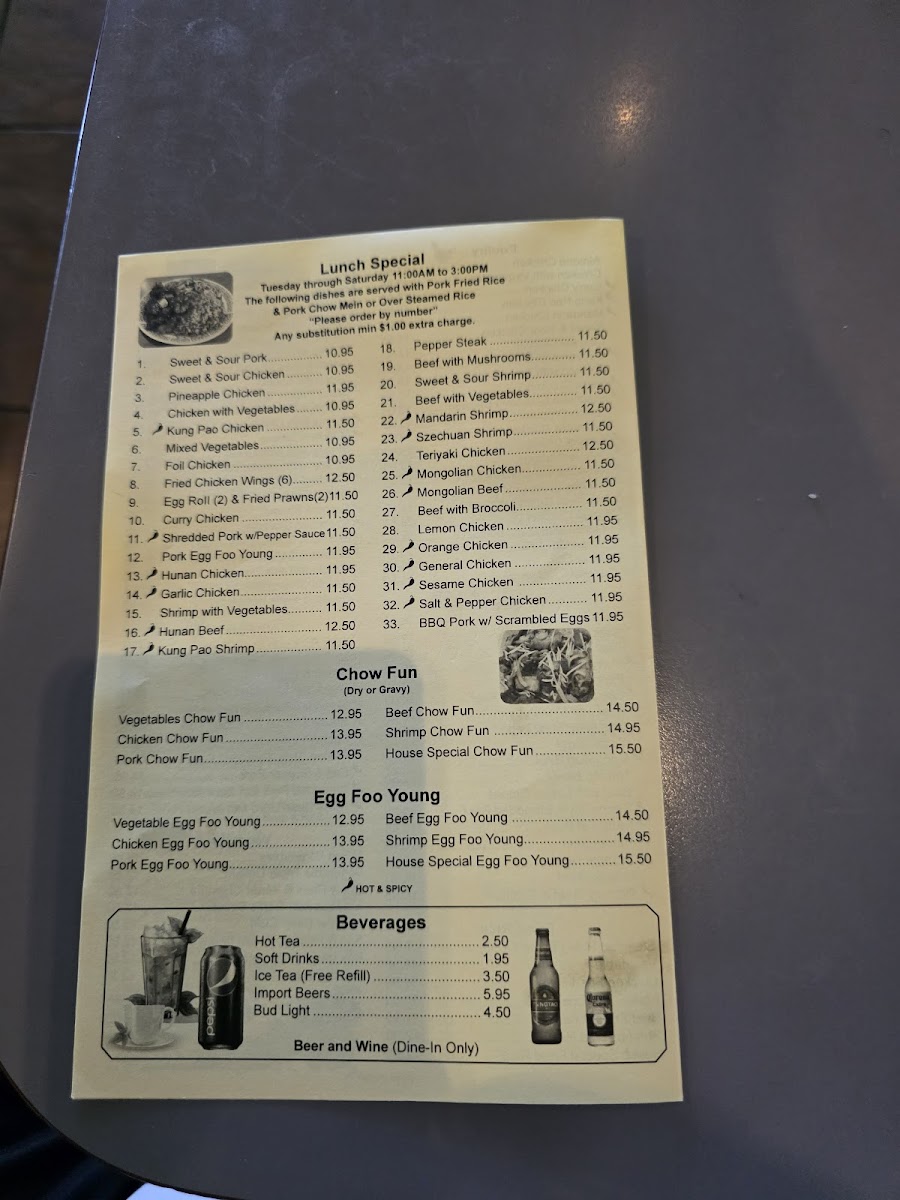 Lunch Special
Tuesday through Saturday 11:00AM to 3:00PM
The following dishes are served with Pork Fried Rice
& Pork Chow Mein or Over Steamed Rice
"Please order by number"
Any substitution min $1.00 extra charge.
1. Sweet & Sour Pork 10.95
2. Sweet & Sour Chicken 10.95
3. Pineapple Chicken 11.95
4. Chicken with Vegetables 10.95
5. Kung Pao Chicken 11.50
6. Mixed Vegetables 10.95
7. Foil Chicken 10.95
8. Fried Chicken Wings (6) 12.50
9. Egg Roll (2) & Fried Prawns(2) 11.50
10. Curry Chicken 11.50
11. Shredded Pork w/Pepper Sauce 11.50
12. Pork Egg Foo Young 11.95
13. Hunan Chicken 11.95
14. Garlic Chicken 11.50
15. Shrimp with Vegetables 11.50
16. Hunan Beef 12.50
17. Kung Pao Shrimp 11.50
18. Pepper Steak 11.50
19. Beef with Mushrooms 11.50
20. Sweet & Sour Shrimp 11.50
21. Beef with Vegetables 11.50
22. Mandarin Shrimp 12.50
23. Szechuan Shrimp 11.50
24. Teriyaki Chicken 12.50
25. Mongolian Chicken 11.50
26. Mongolian Beef 11.50
27. Beef with Broccoli 11.50
28. Lemon Chicken 11.95
29. Orange Chicken 11.95
30. General Chicken 11.95
31. Sesame Chicken 11.95
32. Salt & Pepper Chicken 11.95
33. BBQ Pork w/ Scrambled Eggs 11.95
Chow Fun
(Dry or Gravy)
Vegetables Chow Fun 12.95
Chicken Chow Fun 13.95
Pork Chow Fun 13.95
Beef Chow Fun 14.50
Shrimp Chow Fun 14.95
House Special Chow Fun 15.50
Egg Foo Young
Vegetable Egg Foo Young 12.95
Chicken Egg Foo Young 13.95
Pork Egg Foo Young 13.95
Beef Egg Foo Young 14.50
Shrimp Egg Foo Young 14.95
House Special Egg Foo Young 15.50
HOT & SPICY
Beverages
Hot Tea 2.50
Soft Drinks 1.95
Ice Tea (Free Refill) 3.50
Import Beers 5.95
Bud Light 4.50
Beer and Wine (Dine-In Only)
pepsi
TSINGTAO
Corona